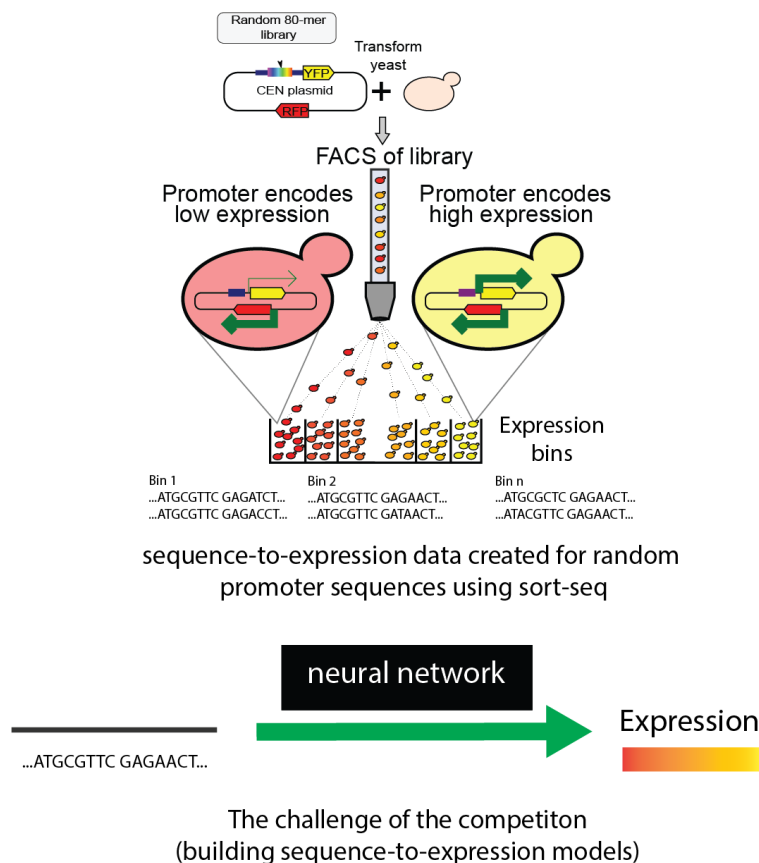 Random 80-mer
library
Transform
yeast
YFP
CEN plasmid
RFP
FACS of library
Promoter encodes
low expression
Promoter encodes
high expression
Expression
bins
Bin 1
...ATGCGTTC GAGATCT...
...ATGCGTTC GAGACCT...
Bin 2
...ATGCGTTC GAGAACT...
...ATGCGTTC GATAACT...
Bin n
...ATGCGCTC GAGAACT...
...ATACGTTC GAGAACT...
sequence-to-expression data created for random
promoter sequences using sort-seq
neural network
Expression
...ATGCGTTC GAGAACT...
The challenge of the competiton
(building sequence-to-expression models)